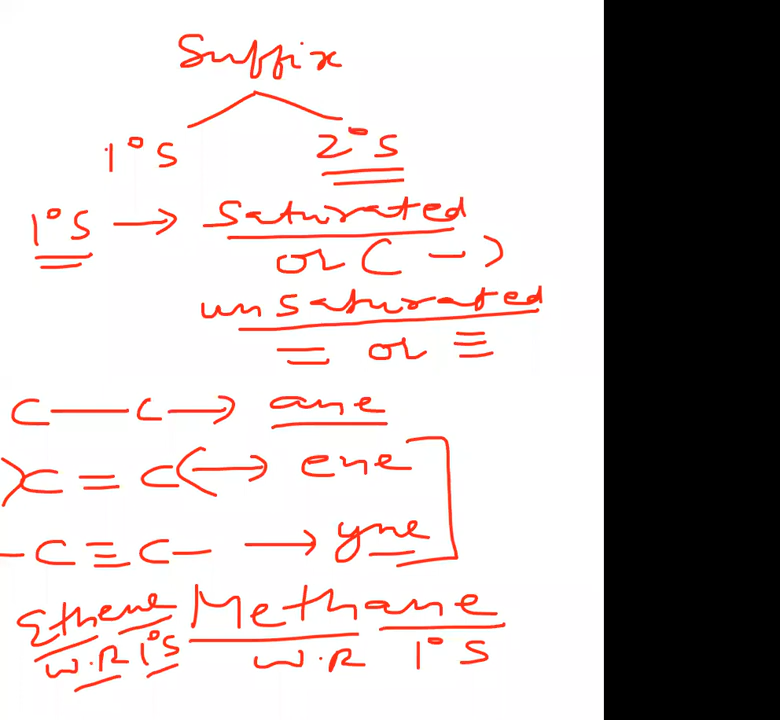 Suffix
1°S 2°S
1°S → Saturated
or C –
unsaturated
= or ≡
C — C → ane
C = C → ene
– C ≡ C – → yne
Ethene Methane
W.R 1°S W.R 1°S